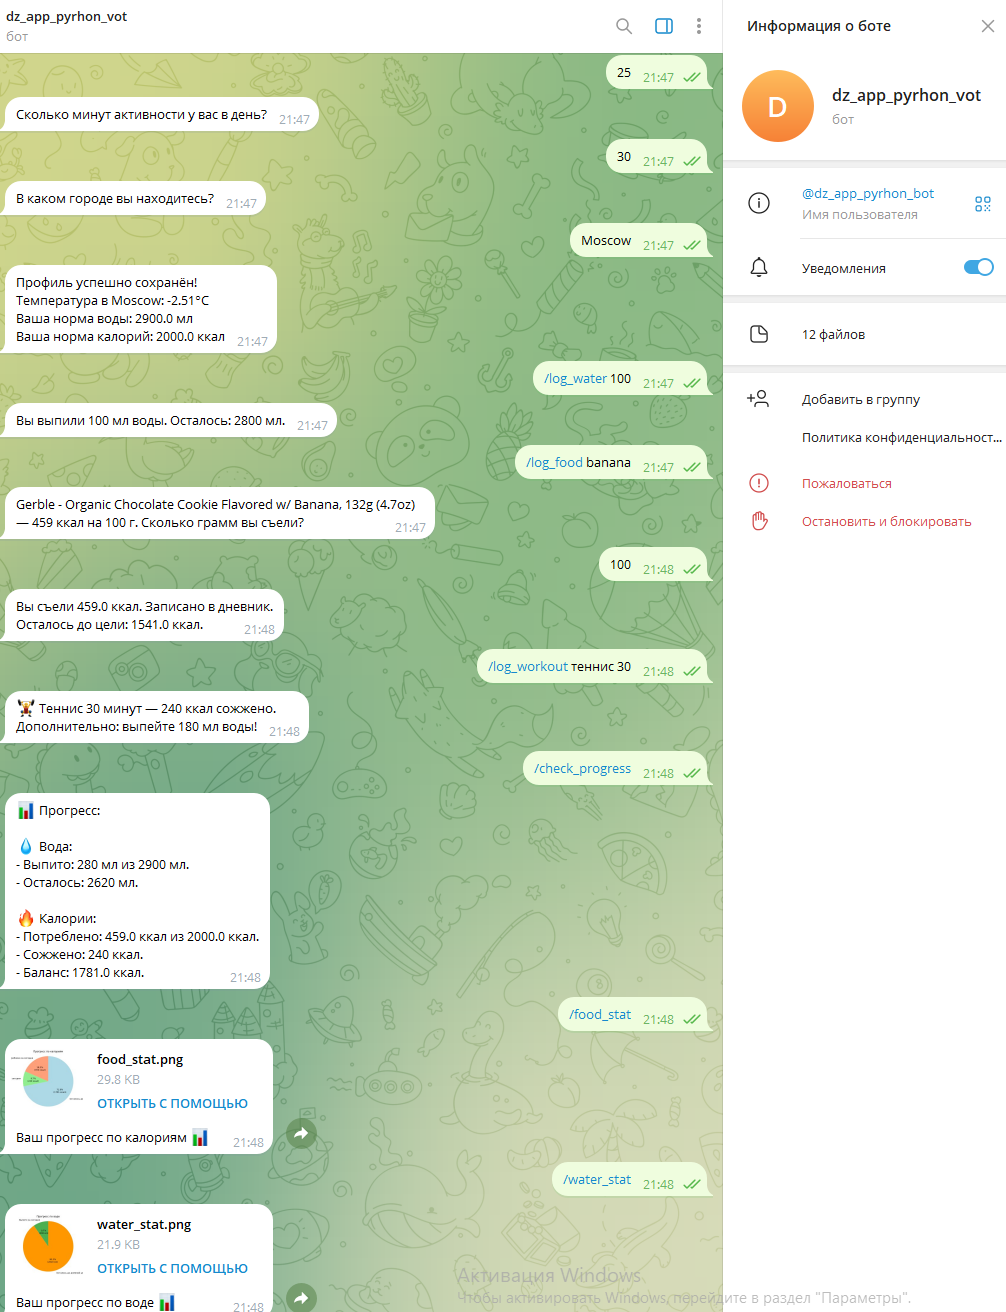 dz_app_pyrhon_vot
бот
25 21:47
Сколько минут активности у вас в день? 21:47
30 21:47
В каком городе вы находитесь? 21:47
Moscow 21:47
Профиль успешно сохранён!
Температура в Moscow: -2.51°C
Ваша норма воды: 2900.0 мл
Ваша норма калорий: 2000.0 ккал 21:47
/log_water 100 21:47
Вы выпили 100 мл воды. Осталось: 2800 мл. 21:47
/log_food banana 21:47
Gerble - Organic Chocolate Cookie Flavored w/ Banana, 132g (4.7oz)
— 459 ккал на 100 г. Сколько грамм вы съели? 21:47
100 21:48
Вы съели 459.0 ккал. Записано в дневник.
Осталось до цели: 1541.0 ккал. 21:48
/log_workout теннис 30 21:48
Теннис 30 минут — 240 ккал сожжено.
Дополнительно: выпейте 180 мл воды! 21:48
/check_progress 21:48
Прогресс:
Вода:
- Выпито: 280 мл из 2900 мл.
- Осталось: 2620 мл.
Калории:
- Потреблено: 459.0 ккал из 2000.0 ккал.
- Сожжено: 240 ккал.
- Баланс: 1781.0 ккал. 21:48
/food_stat 21:48
food_stat.png
29.8 KB
ОТКРЫТЬ С ПОМОЩЬЮ
Ваш прогресс по калориям 21:48
/water_stat 21:48
water_stat.png
21.9 KB
ОТКРЫТЬ С ПОМОЩЬЮ
Ваш прогресс по воде 21:48
Информация о боте
D
dz_app_pyrhon_vot
бот
@dz_app_pyrhon_bot
Имя пользователя
Уведомления
12 файлов
Добавить в группу
Политика конфиденциальност...
Пожаловаться
Остановить и блокировать
Активация Windows
Чтобы активировать Windows, перейдите в раздел "Параметры".